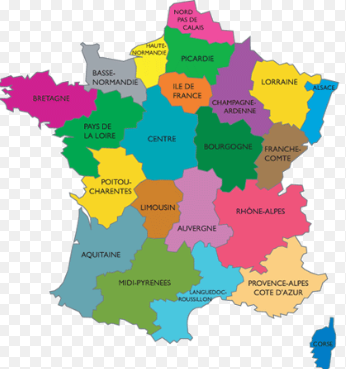 NORD
PAS DE
CALAIS
HAUTE-
NORMANDIE
PICARDIE
BASSE-
NORMANDIE
ILE DE
FRANCE
LORRAINE
ALSACE
BRETAGNE
CHAMPAGNE-
ARDENNE
PAYS DE
LA LOIRE
CENTRE
BOURGOGNE
FRANCHE-
COMTE
POITOU-
CHARENTES
LIMOUSIN
AUVERGNE
RHÔNE-ALPES
AQUITAINE
MIDI-PYRENEES
LANGUEDOC-
ROUSSILLON
PROVENCE-ALPES
COTE D'AZUR
CORSE